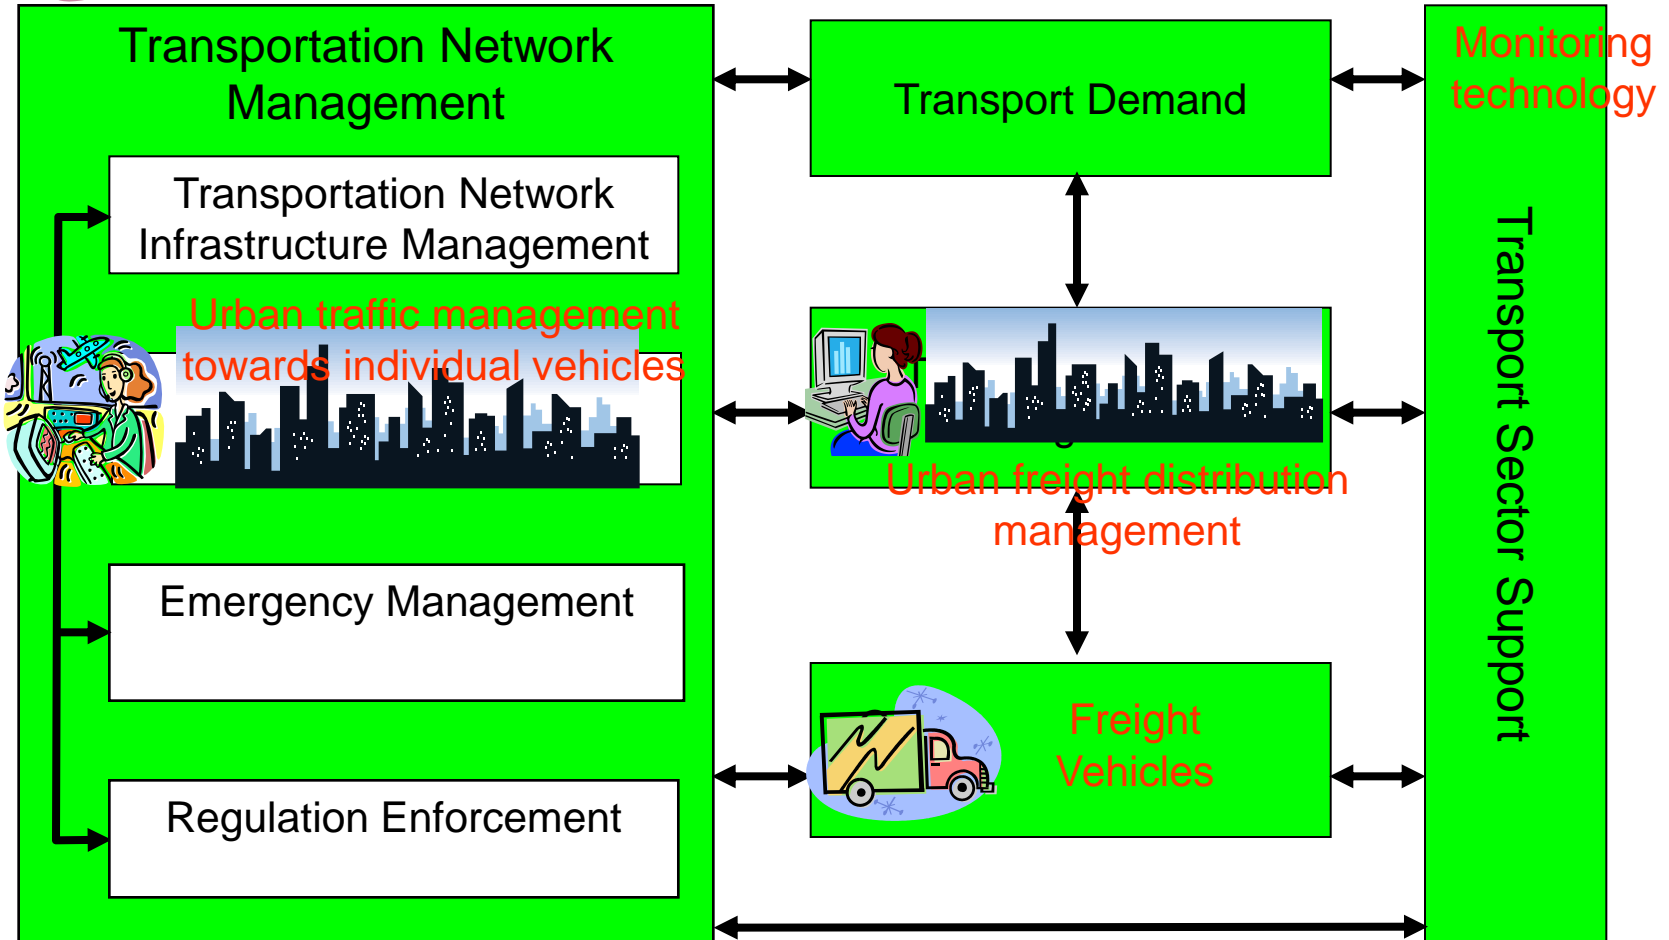 Transportation Network
Management
Transportation Network
Infrastructure Management
Urban traffic management
towards individual vehicles
Emergency Management
Regulation Enforcement
Transport Demand
Urban freight distribution
management
Freight
Vehicles
Monitoring
technology
Transport Sector Support